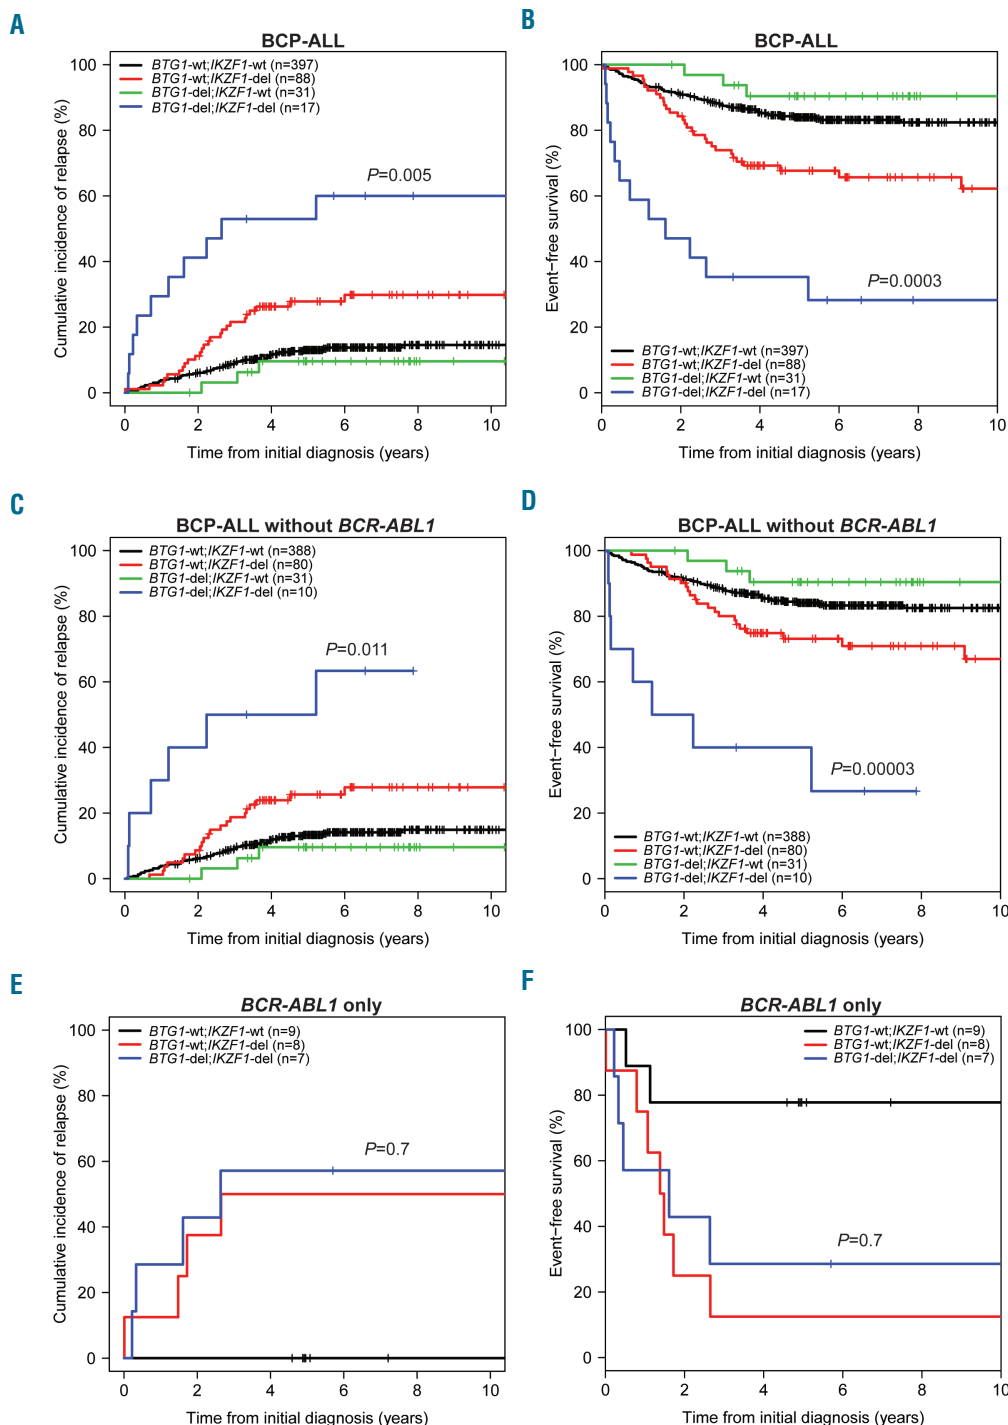 A
BCP-ALL
BTG1-wt;IKZF1-wt (n=397)
BTG1-wt;IKZF1-del (n=88)
BTG1-del;IKZF1-wt (n=31)
BTG1-del;IKZF1-del (n=17)
P=0.005
Cumulative incidence of relapse (%)
100
80
60
40
20
0
0 2 4 6 8 10
Time from initial diagnosis (years)
B
BCP-ALL
Event-free survival (%)
100
80
60
40
20
0
P=0.0003
BTG1-wt;IKZF1-wt (n=397)
BTG1-wt;IKZF1-del (n=88)
BTG1-del;IKZF1-wt (n=31)
BTG1-del;IKZF1-del (n=17)
0 2 4 6 8 10
Time from initial diagnosis (years)
C
BCP-ALL without BCR-ABL1
BTG1-wt;IKZF1-wt (n=388)
BTG1-wt;IKZF1-del (n=80)
BTG1-del;IKZF1-wt (n=31)
BTG1-del;IKZF1-del (n=10)
P=0.011
Cumulative incidence of relapse (%)
100
80
60
40
20
0
0 2 4 6 8 10
Time from initial diagnosis (years)
D
BCP-ALL without BCR-ABL1
Event-free survival (%)
100
80
60
40
20
0
P=0.00003
BTG1-wt;IKZF1-wt (n=388)
BTG1-wt;IKZF1-del (n=80)
BTG1-del;IKZF1-wt (n=31)
BTG1-del;IKZF1-del (n=10)
0 2 4 6 8 10
Time from initial diagnosis (years)
E
BCR-ABL1 only
BTG1-wt;IKZF1-wt (n=9)
BTG1-wt;IKZF1-del (n=8)
BTG1-del;IKZF1-del (n=7)
P=0.7
Cumulative incidence of relapse (%)
100
80
60
40
20
0
0 2 4 6 8 10
Time from initial diagnosis (years)
F
BCR-ABL1 only
BTG1-wt;IKZF1-wt (n=9)
BTG1-wt;IKZF1-del (n=8)
BTG1-del;IKZF1-del (n=7)
P=0.7
Event-free survival (%)
100
80
60
40
20
0
0 2 4 6 8 10
Time from initial diagnosis (years)